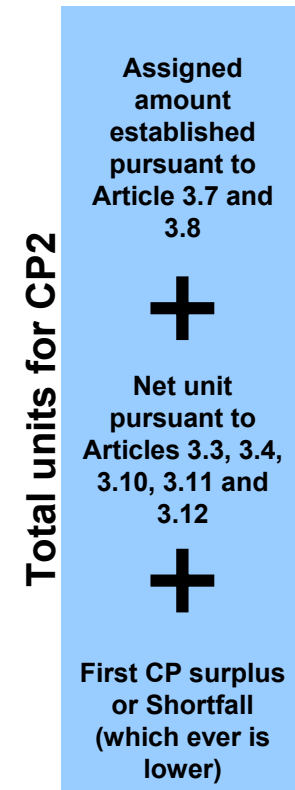 Total units for CP2
Assigned
amount
established
pursuant to
Article 3.7 and
3.8
+
Net unit
pursuant to
Articles 3.3, 3.4,
3.10, 3.11 and
3.12
+
First CP surplus
or Shortfall
(which ever is
lower)